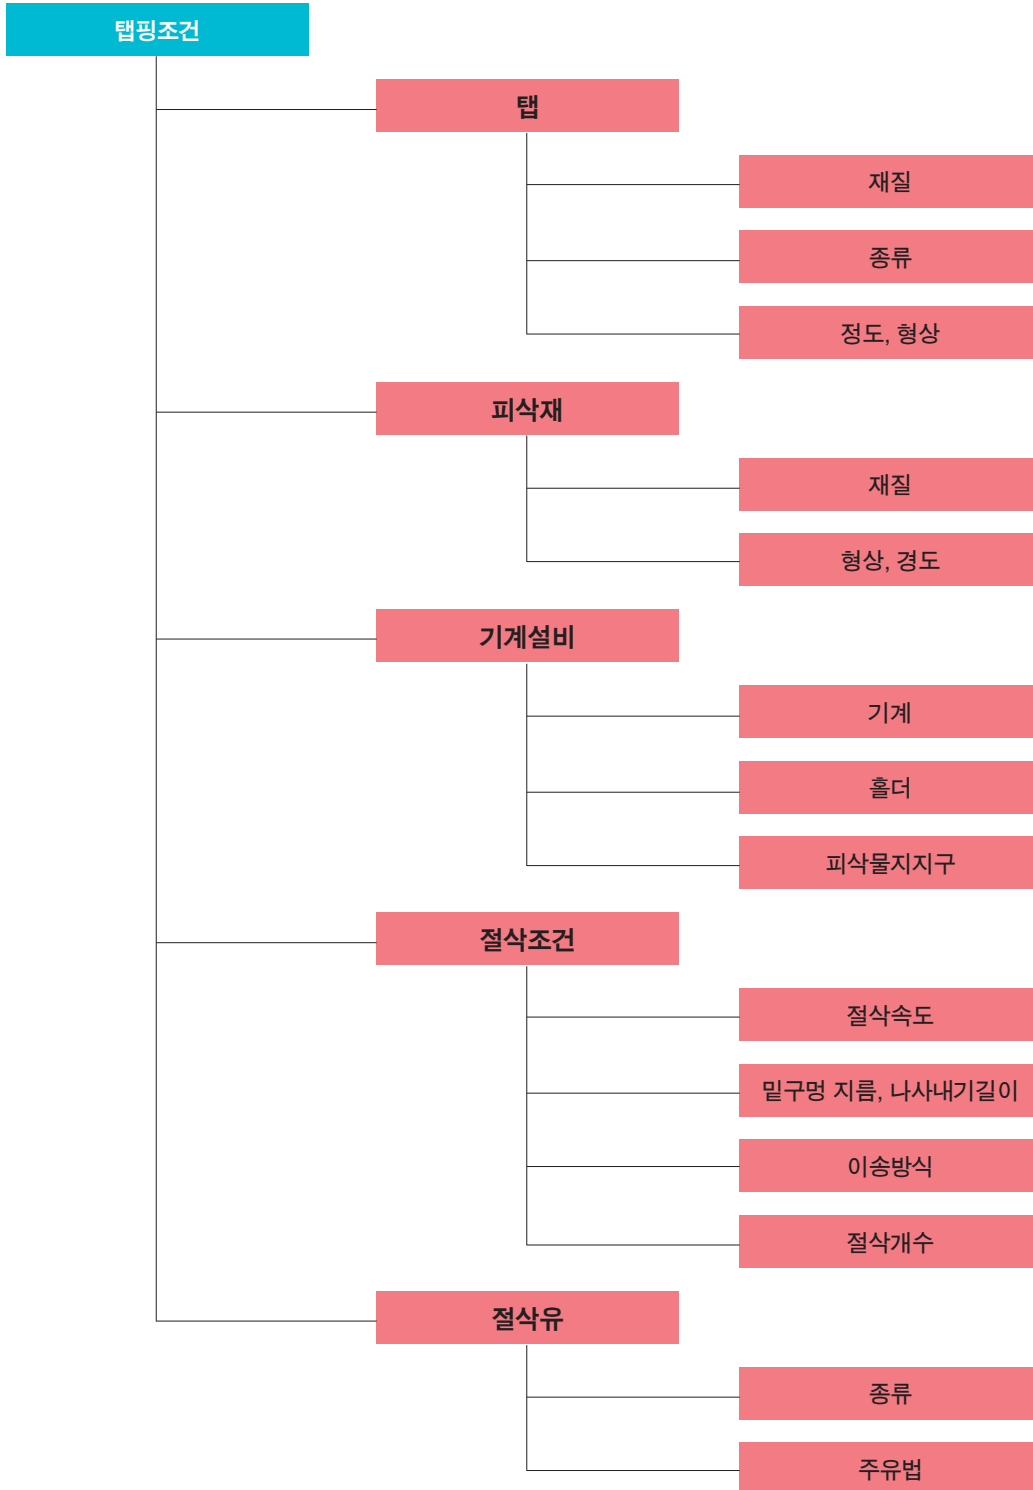 탭핑조건
탭
재질
종류
정도, 형상
피삭재
재질
형상, 경도
기계설비
기계
홀더
피삭물지지구
절삭조건
절삭속도
밑구멍 지름, 나사내기길이
이송방식
절삭개수
절삭유
종류
주유법